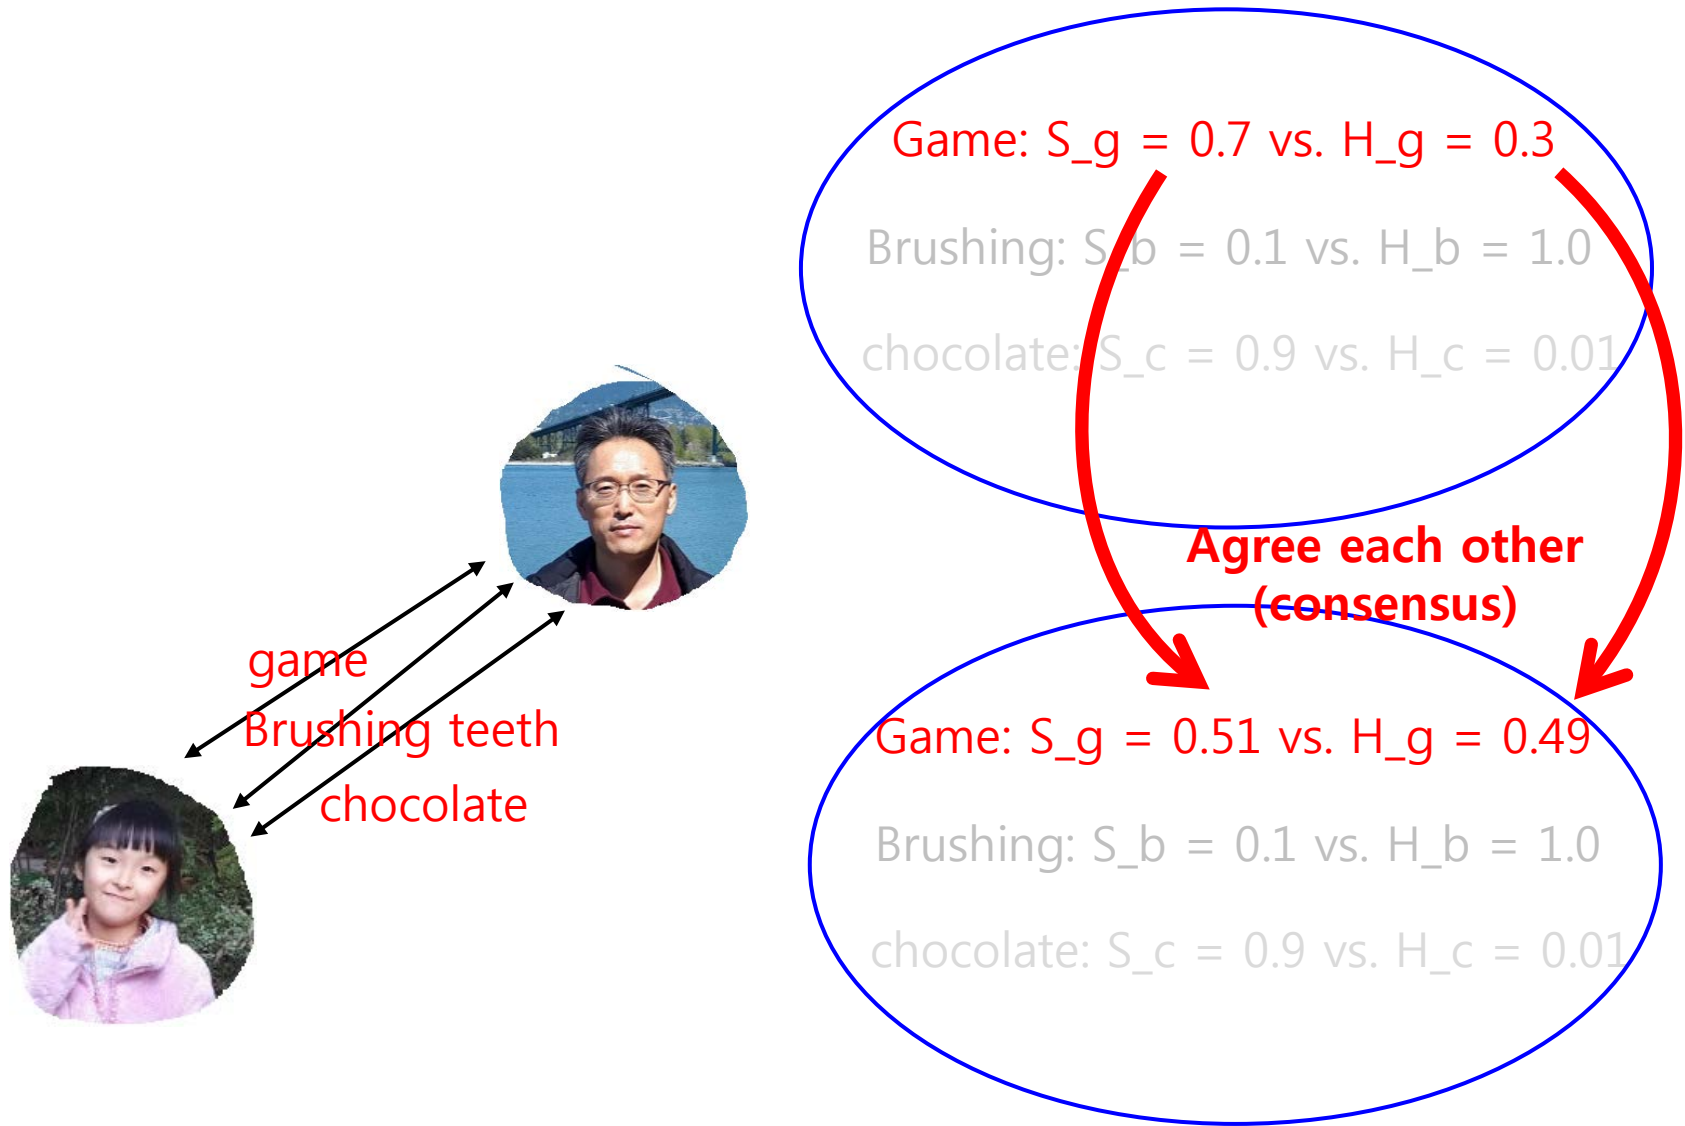 Game: S_g = 0.7 vs. H_g = 0.3
Brushing: S_b = 0.1 vs. H_b = 1.0
chocolate: S_c = 0.9 vs. H_c = 0.01
Agree each other
(consensus)
game
Brushing teeth
chocolate
Game: S_g = 0.51 vs. H_g = 0.49
Brushing: S_b = 0.1 vs. H_b = 1.0
chocolate: S_c = 0.9 vs. H_c = 0.01